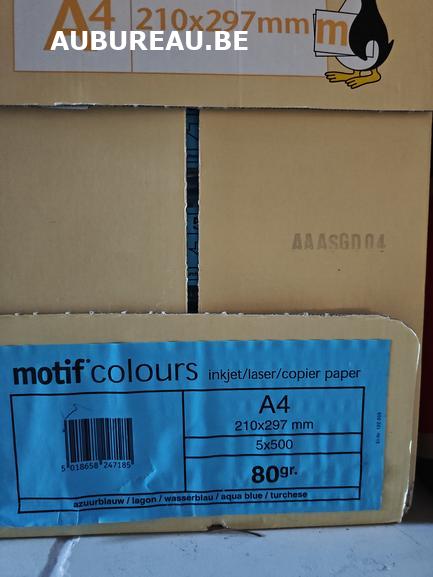 A4 210x297mm m
AUBUREAU.BE
AAASGD04
motif® colours inkjet/laser/copier paper
A4
210x297 mm
5x500
80gr.
5 018658 247185
azuurblauw / lagon / wasserblau / aqua blue / turchese